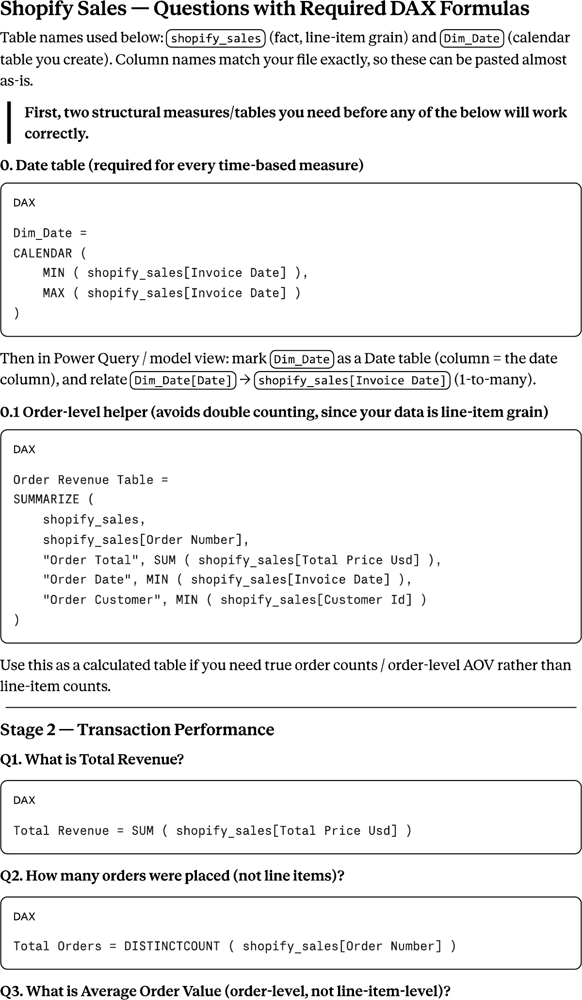 Shopify Sales — Questions with Required DAX Formulas
Table names used below: shopify_sales (fact, line-item grain) and Dim_Date (calendar
table you create). Column names match your file exactly, so these can be pasted almost
as-is.
First, two structural measures/tables you need before any of the below will work
correctly.
0. Date table (required for every time-based measure)
DAX
Dim_Date =
CALENDAR (
    MIN ( shopify_sales[Invoice Date] ),
    MAX ( shopify_sales[Invoice Date] )
)
Then in Power Query / model view: mark Dim_Date as a Date table (column = the date
column), and relate Dim_Date[Date] → shopify_sales[Invoice Date] (1-to-many).
0.1 Order-level helper (avoids double counting, since your data is line-item grain)
DAX
Order Revenue Table =
SUMMARIZE (
    shopify_sales,
    shopify_sales[Order Number],
    "Order Total", SUM ( shopify_sales[Total Price Usd] ),
    "Order Date", MIN ( shopify_sales[Invoice Date] ),
    "Order Customer", MIN ( shopify_sales[Customer Id] )
)
Use this as a calculated table if you need true order counts / order-level AOV rather than
line-item counts.
Stage 2 — Transaction Performance
Q1. What is Total Revenue?
DAX
Total Revenue = SUM ( shopify_sales[Total Price Usd] )
Q2. How many orders were placed (not line items)?
DAX
Total Orders = DISTINCTCOUNT ( shopify_sales[Order Number] )
Q3. What is Average Order Value (order-level, not line-item-level)?